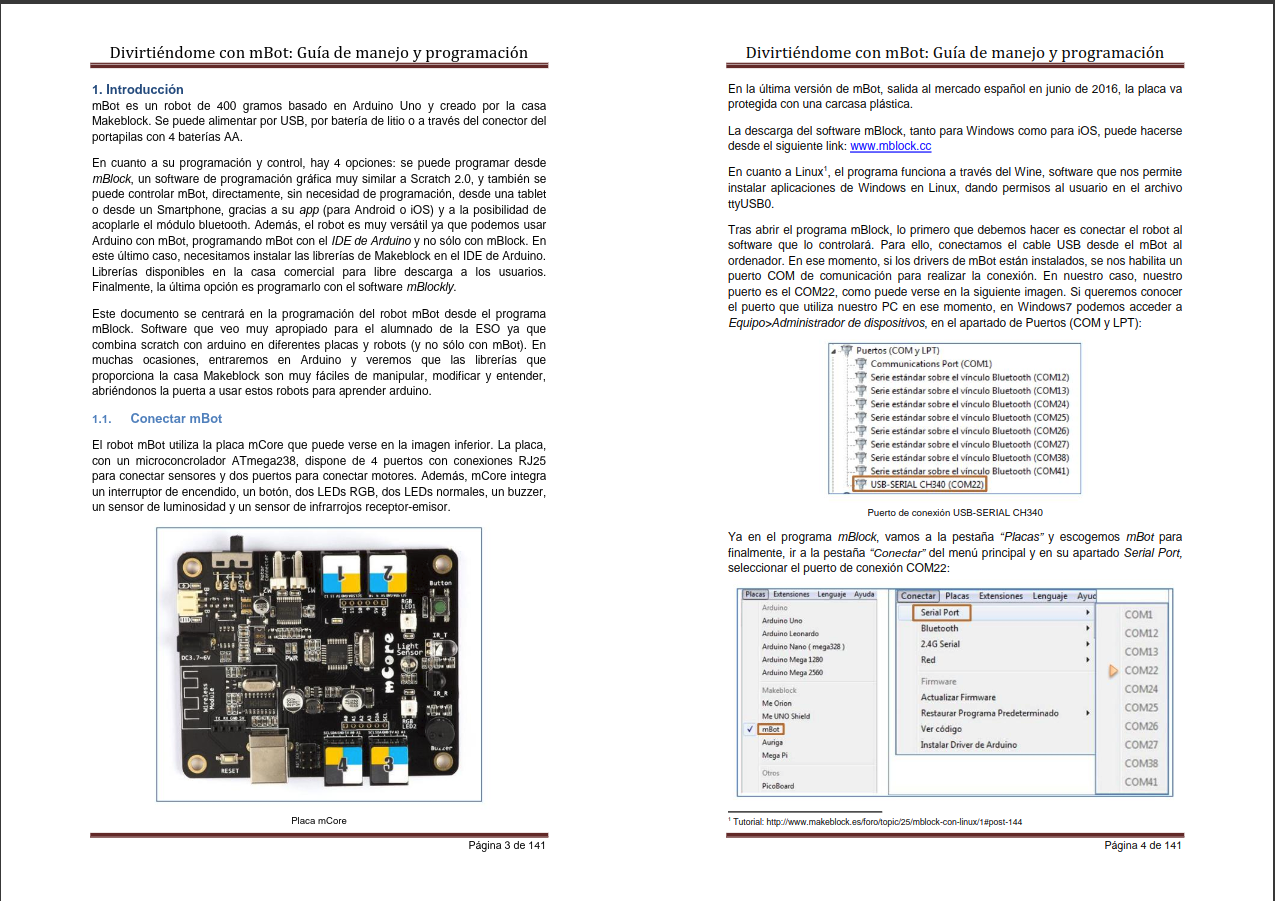 Divirtiéndome con mBot: Guía de manejo y programación
1. Introducción
mBot es un robot de 400 gramos basado en Arduino Uno y creado por la casa
Makeblock. Se puede alimentar por USB, por batería de litio o a través del conector del
portapilas con 4 baterías AA.
En cuanto a su programación y control, hay 4 opciones: se puede programar desde
mBlock, un software de programación gráfica muy similar a Scratch 2.0, y también se
puede controlar mBot, directamente, sin necesidad de programación, desde una tablet
o desde un Smartphone, gracias a su app (para Android o iOS) y a la posibilidad de
acoplarle el módulo bluetooth. Además, el robot es muy versátil ya que podemos usar
Arduino con mBot, programando mBot con el IDE de Arduino y no sólo con mBlock. En
este último caso, necesitamos instalar las librerías de Makeblock en el IDE de Arduino.
Librerías disponibles en la casa comercial para libre descarga a los usuarios.
Finalmente, la última opción es programarlo con el software mBlockly.
Este documento se centrará en la programación del robot mBot desde el programa
mBlock. Software que veo muy apropiado para el alumnado de la ESO ya que
combina scratch con arduino en diferentes placas y robots (y no sólo con mBot). En
muchas ocasiones, entraremos en Arduino y veremos que las librerías que
proporciona la casa Makeblock son muy fáciles de manipular, modificar y entender,
abriéndonos la puerta a usar estos robots para aprender arduino.
1.1. Conectar mBot
El robot mBot utiliza la placa mCore que puede verse en la imagen inferior. La placa,
con un microconcrolador ATmega238, dispone de 4 puertos con conexiones RJ25
para conectar sensores y dos puertos para conectar motores. Además, mCore integra
un interruptor de encendido, un botón, dos LEDs RGB, dos LEDs normales, un buzzer,
un sensor de luminosidad y un sensor de infrarrojos receptor-emisor.
1
2
Button
RGB
LED1
IR_T
Light
Sensor
mCore
PWR
DC3.7~6V
Wireless
Module
IR_R
RGB
LED2
Buzzer
RESET
4
3
Placa mCore
Página 3 de 141
Divirtiéndome con mBot: Guía de manejo y programación
En la última versión de mBot, salida al mercado español en junio de 2016, la placa va
protegida con una carcasa plástica.
La descarga del software mBlock, tanto para Windows como para iOS, puede hacerse
desde el siguiente link: www.mblock.cc
En cuanto a Linux¹, el programa funciona a través del Wine, software que nos permite
instalar aplicaciones de Windows en Linux, dando permisos al usuario en el archivo
ttyUSB0.
Tras abrir el programa mBlock, lo primero que debemos hacer es conectar el robot al
software que lo controlará. Para ello, conectamos el cable USB desde el mBot al
ordenador. En ese momento, si los drivers de mBot están instalados, se nos habilita un
puerto COM de comunicación para realizar la conexión. En nuestro caso, nuestro
puerto es el COM22, como puede verse en la siguiente imagen. Si queremos conocer
el puerto que utiliza nuestro PC en ese momento, en Windows7 podemos acceder a
Equipo>Administrador de dispositivos, en el apartado de Puertos (COM y LPT):
Puertos (COM y LPT)
Communications Port (COM1)
Serie estándar sobre el vínculo Bluetooth (COM12)
Serie estándar sobre el vínculo Bluetooth (COM13)
Serie estándar sobre el vínculo Bluetooth (COM24)
Serie estándar sobre el vínculo Bluetooth (COM25)
Serie estándar sobre el vínculo Bluetooth (COM26)
Serie estándar sobre el vínculo Bluetooth (COM27)
Serie estándar sobre el vínculo Bluetooth (COM38)
Serie estándar sobre el vínculo Bluetooth (COM41)
USB-SERIAL CH340 (COM22)
Puerto de conexión USB-SERIAL CH340
Ya en el programa mBlock, vamos a la pestaña “Placas” y escogemos mBot para
finalmente, ir a la pestaña “Conectar” del menú principal y en su apartado Serial Port,
seleccionar el puerto de conexión COM22:
Placas Extensiones Lenguaje Ayuda
Arduino
Arduino Uno
Arduino Leonardo
Arduino Nano ( mega328 )
Arduino Mega 1280
Arduino Mega 2560
Makeblock
Me Orion
Me UNO Shield
mBot
Auriga
Mega Pi
Otros
PicoBoard
Conectar Placas Extensiones Lenguaje Ayud
Serial Port
Bluetooth
2.4G Serial
Red
Firmware
Actualizar Firmware
Restaurar Programa Predeterminado
Ver código
Instalar Driver de Arduino
COM1
COM12
COM13
COM22
COM24
COM25
COM26
COM27
COM38
COM41
¹ Tutorial: http://www.makeblock.es/foro/topic/25/mblock-con-linux/1#post-144
Página 4 de 141